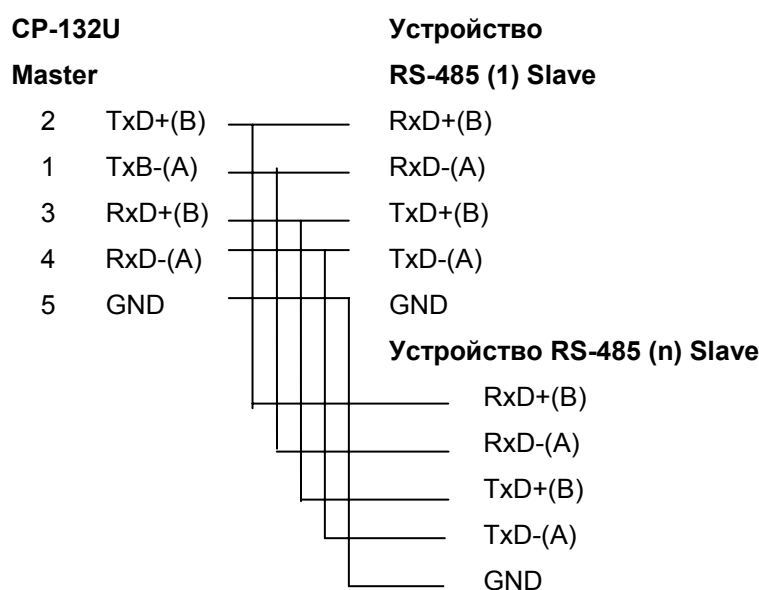 CP-132U Устройство
Master RS-485 (1) Slave
2 TxD+(B) RxD+(B)
1 TxB-(A) RxD-(A)
3 RxD+(B) TxD+(B)
4 RxD-(A) TxD-(A)
5 GND GND
Устройство RS-485 (n) Slave
RxD+(B)
RxD-(A)
TxD+(B)
TxD-(A)
GND